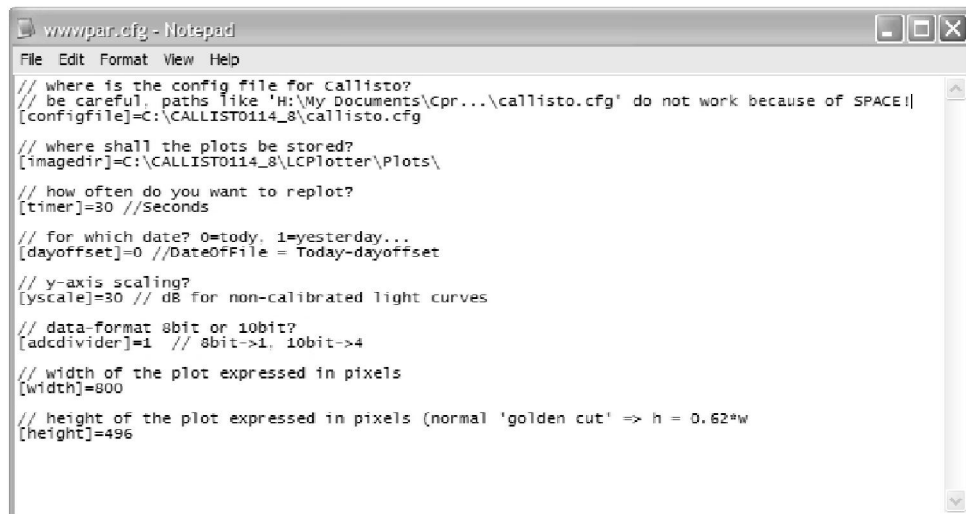 wwwpar.cfg - Notepad
File Edit Format View Help
// where is the config file for Callisto?
// be careful, paths like 'H:\My Documents\Cpr...\callisto.cfg' do not work because of SPACE!
[configfile]=C:\CALLISTO114_8\callisto.cfg
// where shall the plots be stored?
[imagedir]=C:\CALLISTO114_8\LCPlotter\Plots\
// how often do you want to replot?
[timer]=30 //Seconds
// for which date? 0=tody, 1=yesterday...
[dayoffset]=0 //DateOfFile = Today-dayoffset
// y-axis scaling?
[yscale]=30 // dB for non-calibrated light curves
// data-format 8bit or 10bit?
[adcdivider]=1 // 8bit->1, 10bit->4
// width of the plot expressed in pixels
[width]=800
// height of the plot expressed in pixels (normal 'golden cut' => h = 0.62*w
[height]=496